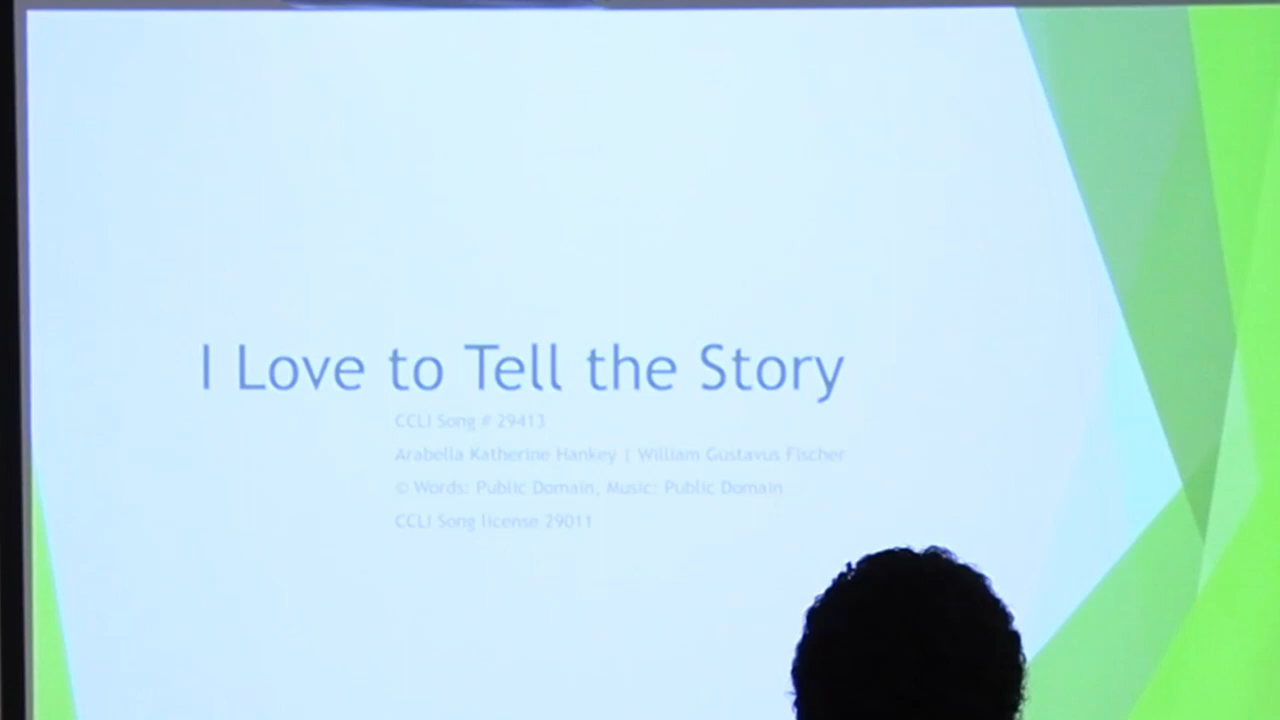 I Love to Tell the Story
CCLI Song # 29413
Arabella Katherine Hankey | William Gustavus Fischer
© Words: Public Domain, Music: Public Domain
CCLI Song license 29011